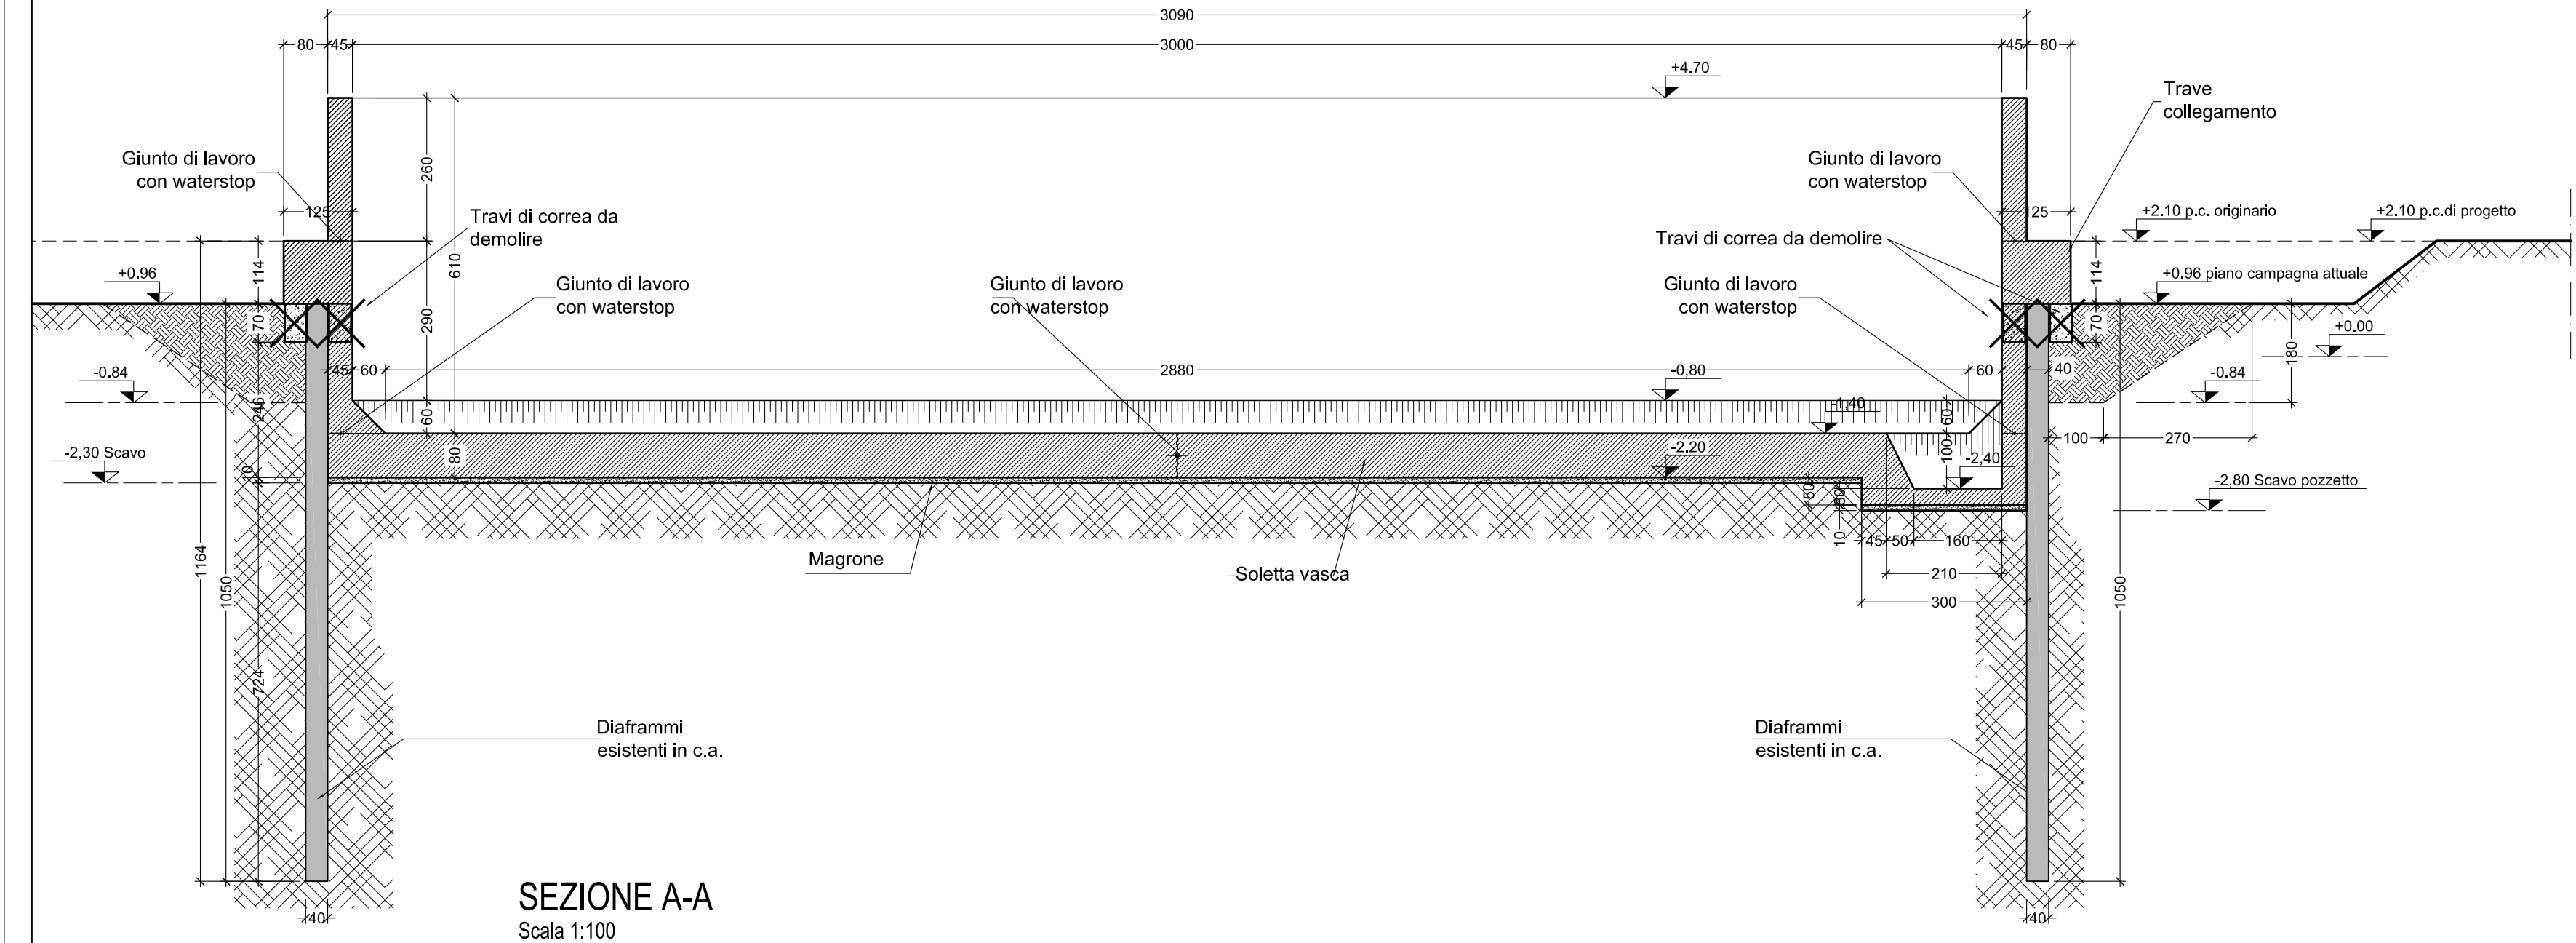 3090
80
45
3000
45
80
+4.70
Trave
collegamento
Giunto di lavoro
con waterstop
260
610
Giunto di lavoro
con waterstop
125
125
Travi di correa da
demolire
+2.10 p.c. originario
+2.10 p.c.di progetto
Travi di correa da demolire
+0.96
114
114
+0.96 piano campagna attuale
Giunto di lavoro
con waterstop
Giunto di lavoro
con waterstop
Giunto di lavoro
con waterstop
70
290
70
+0.00
180
-0.84
45
60
2880
-0,80
60
40
-0.84
246
60
-1,40
60
100
100
270
-2,30 Scavo
10
80
-2.20
-2,40
-2,80 Scavo pozzetto
50
30
10
45
50
160
Magrone
Soletta vasca
210
300
1164
1050
1050
724
Diaframmi
esistenti in c.a.
Diaframmi
esistenti in c.a.
40
40
SEZIONE A-A
Scala 1:100